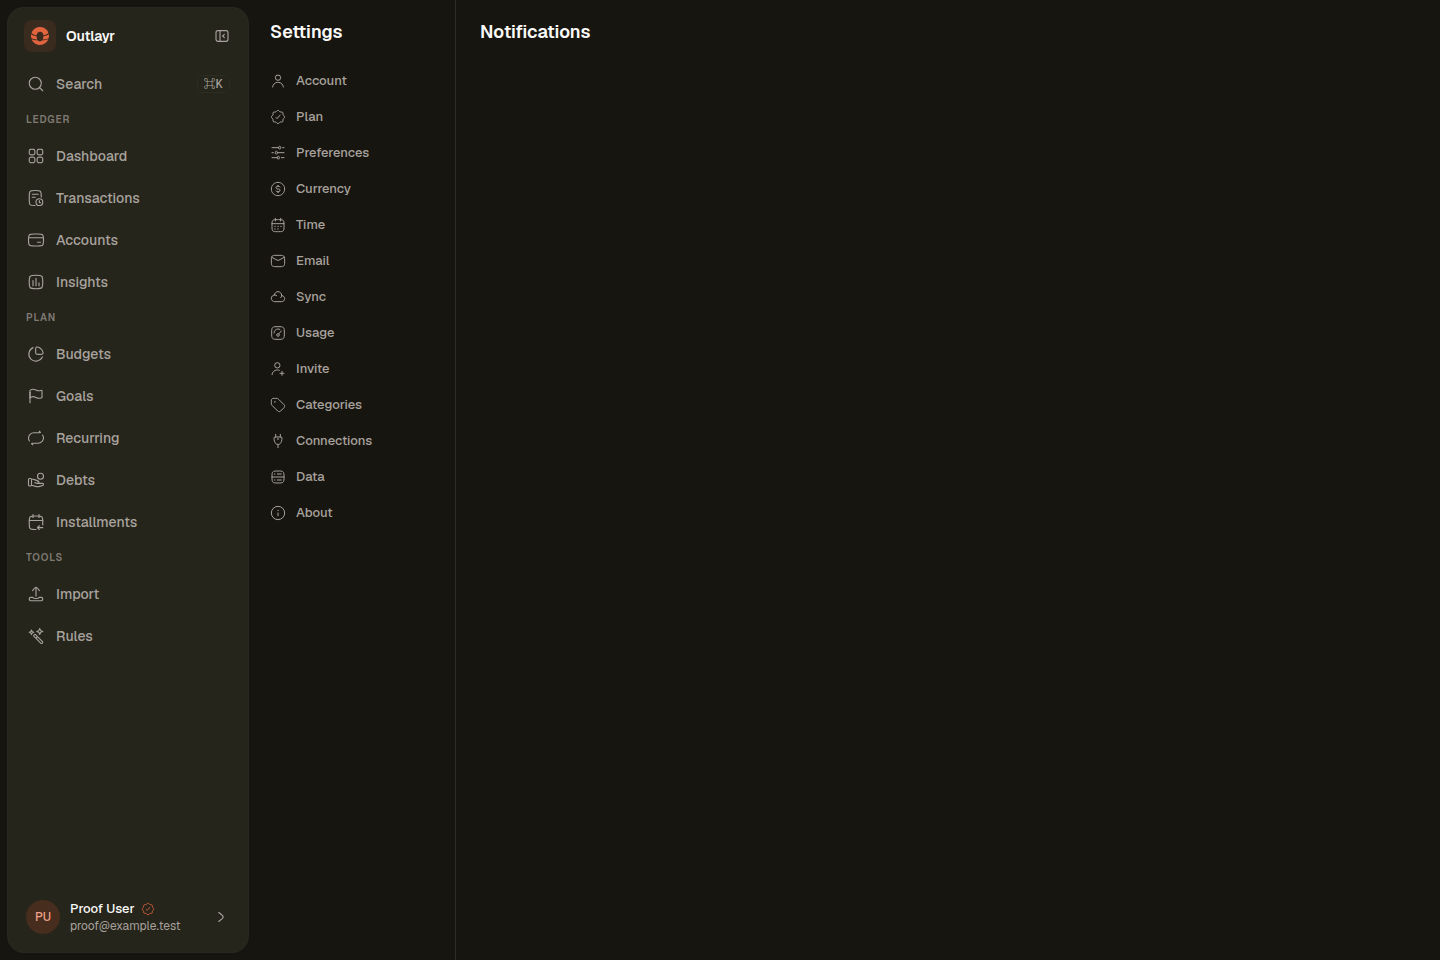 Outlayr
Search ⌘K
LEDGER
Dashboard
Transactions
Accounts
Insights
PLAN
Budgets
Goals
Recurring
Debts
Installments
TOOLS
Import
Rules
PU
Proof User
proof@example.test
Settings
Account
Plan
Preferences
Currency
Time
Email
Sync
Usage
Invite
Categories
Connections
Data
About
Notifications